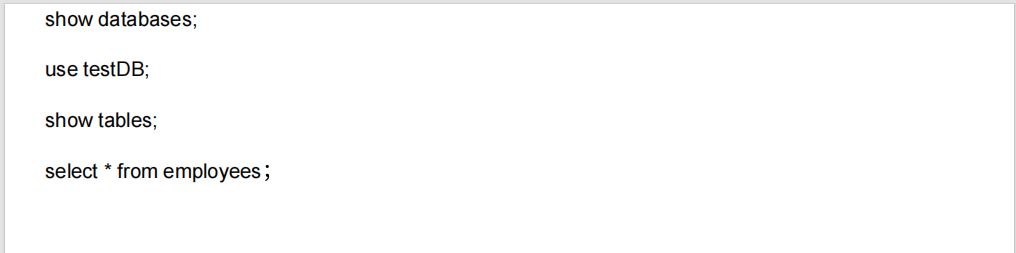 show databases;
use testDB;
show tables;
select * from employees；